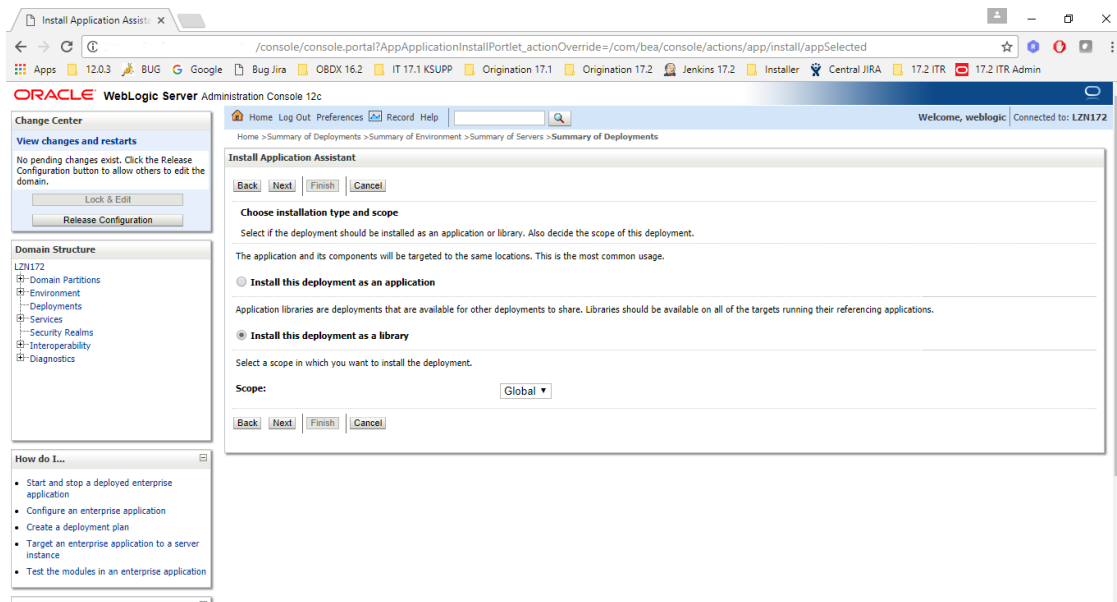 Install Application Assista
/console/console.portal?AppApplicationInstallPortlet_actionOverride=/com/bea/console/actions/app/install/appSelected
Apps 12.0.3 BUG Google Bug Jira OBDX 16.2 IT 17.1 KSUPP Origination 17.1 Origination 17.2 Jenkins 17.2 Installer Central JIRA 17.2 ITR 17.2 ITR Admin
ORACLE WebLogic Server Administration Console 12c
Change Center
View changes and restarts
No pending changes exist. Click the Release
Configuration button to allow others to edit the
domain.
Lock & Edit
Release Configuration
Domain Structure
LZN172
Domain Partitions
Environment
Deployments
Services
Security Realms
Interoperability
Diagnostics
How do I...
Start and stop a deployed enterprise
application
Configure an enterprise application
Create a deployment plan
Target an enterprise application to a server
instance
Test the modules in an enterprise application
Home Log Out Preferences Record Help
Welcome, weblogic Connected to: LZN172
Home >Summary of Deployments >Summary of Environment >Summary of Servers >Summary of Deployments
Install Application Assistant
Back Next Finish Cancel
Choose installation type and scope
Select if the deployment should be installed as an application or library. Also decide the scope of this deployment.
The application and its components will be targeted to the same locations. This is the most common usage.
Install this deployment as an application
Application libraries are deployments that are available for other deployments to share. Libraries should be available on all of the targets running their referencing applications.
Install this deployment as a library
Select a scope in which you want to install the deployment.
Scope: Global
Back Next Finish Cancel